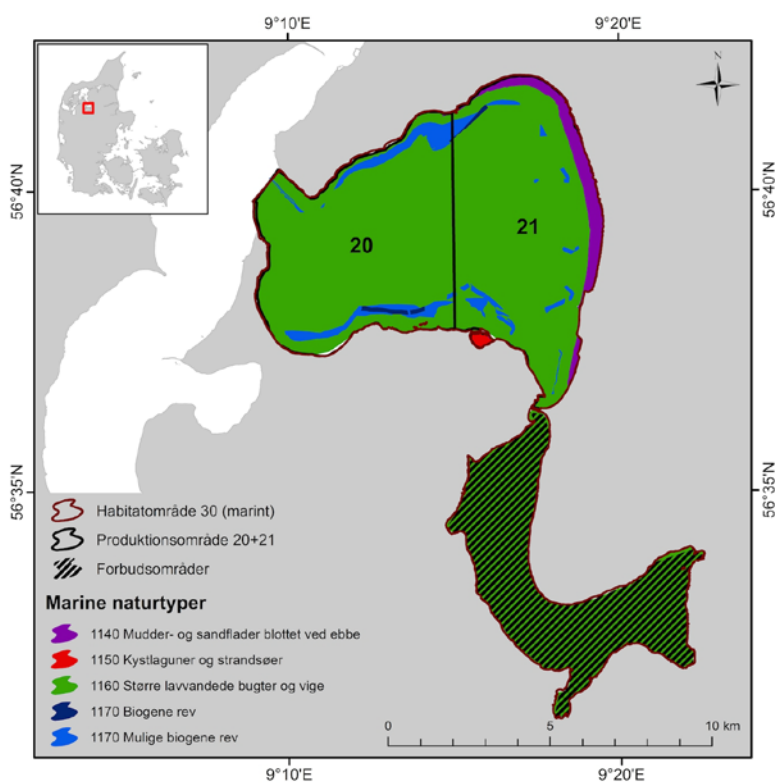 9°10'E 9°20'E
N
56°40'N 56°40'N
20 21
56°35'N 56°35'N
Habitatområde 30 (marint)
Produktionsområde 20+21
Forbudsområder
Marine naturtyper
1140 Mudder- og sandflader blottet ved ebbe
1150 Kystlaguner og strandsøer
1160 Større lavvandede bugter og vige
1170 Biogene rev
1170 Mulige biogene rev
0 5 10 km
9°10'E 9°20'E